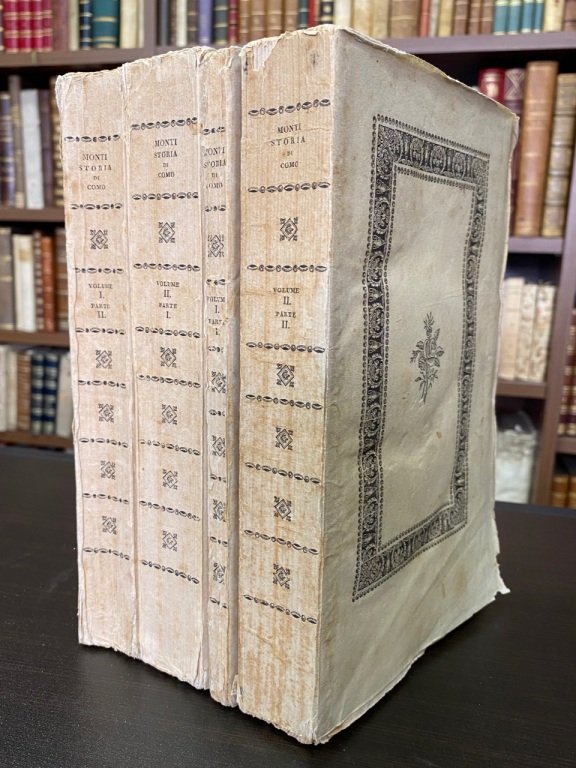 MONTI
STORIA
DI
COMO
VOLUME
I.
PARTE
II.
MONTI
STORIA
DI
COMO
VOLUME
II.
PARTE
I.
MONTI
STORIA
DI
COMO
VOLUME
I.
PARTE
I.
MONTI
STORIA
DI
COMO
VOLUME
II.
PARTE
II.